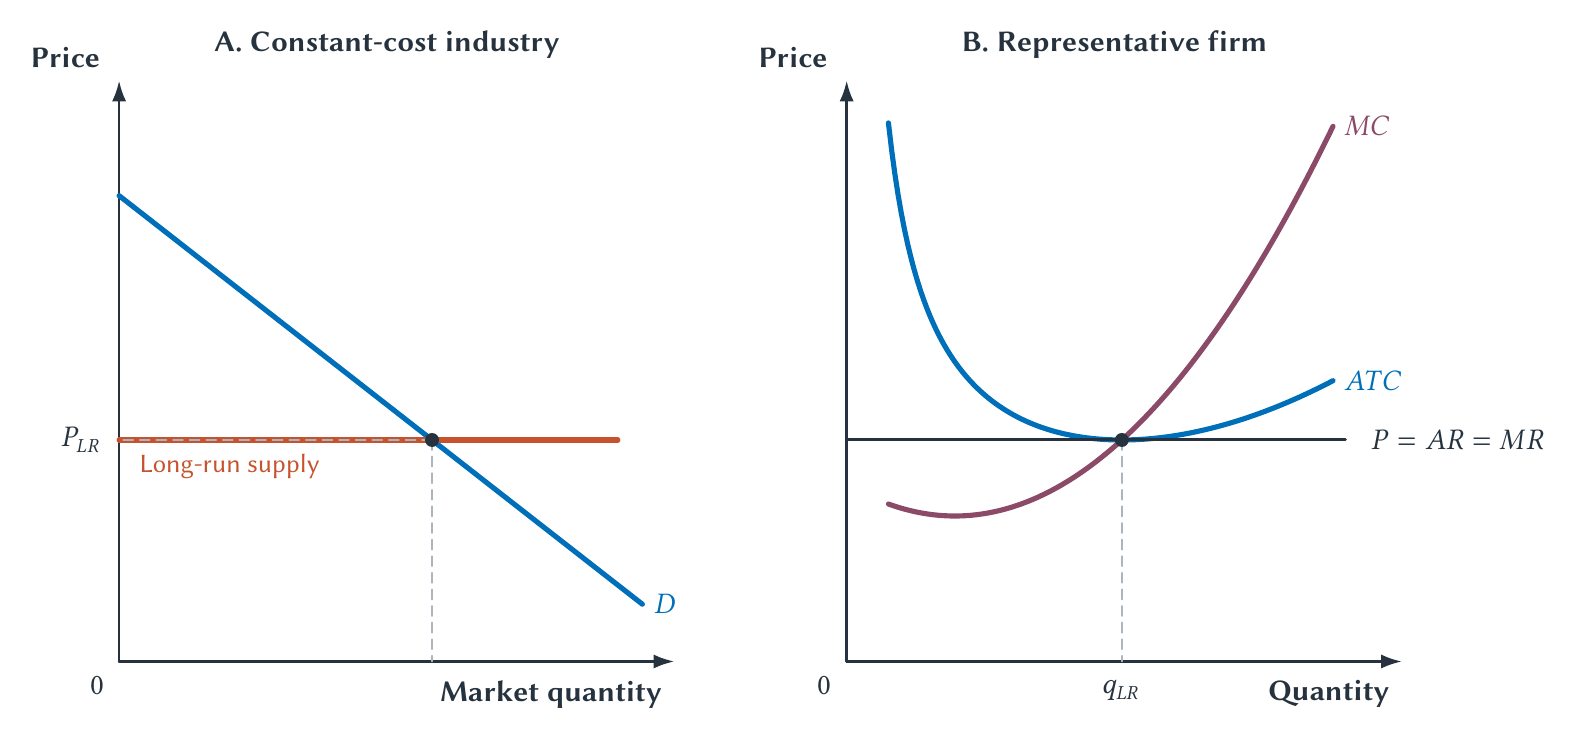 A. Constant-cost industry
Price
P_LR
Long-run supply
D
0
Market quantity
B. Representative firm
Price
MC
ATC
P = AR = MR
0
q_LR
Quantity